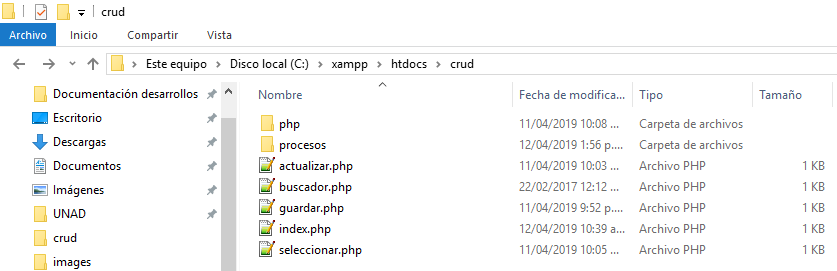 crud
Archivo Inicio Compartir Vista
Este equipo Disco local (C:) xampp htdocs crud
Documentación desarrollos
Escritorio
Descargas
Documentos
Imágenes
UNAD
crud
images
Nombre Fecha de modifica... Tipo Tamaño
php 11/04/2019 10:08 ... Carpeta de archivos
procesos 12/04/2019 1:56 p.... Carpeta de archivos
actualizar.php 11/04/2019 10:03 ... Archivo PHP 1 KB
buscador.php 22/02/2017 12:12 ... Archivo PHP 1 KB
guardar.php 11/04/2019 9:52 p.... Archivo PHP 1 KB
index.php 12/04/2019 10:39 a... Archivo PHP 1 KB
seleccionar.php 11/04/2019 10:05 ... Archivo PHP 1 KB